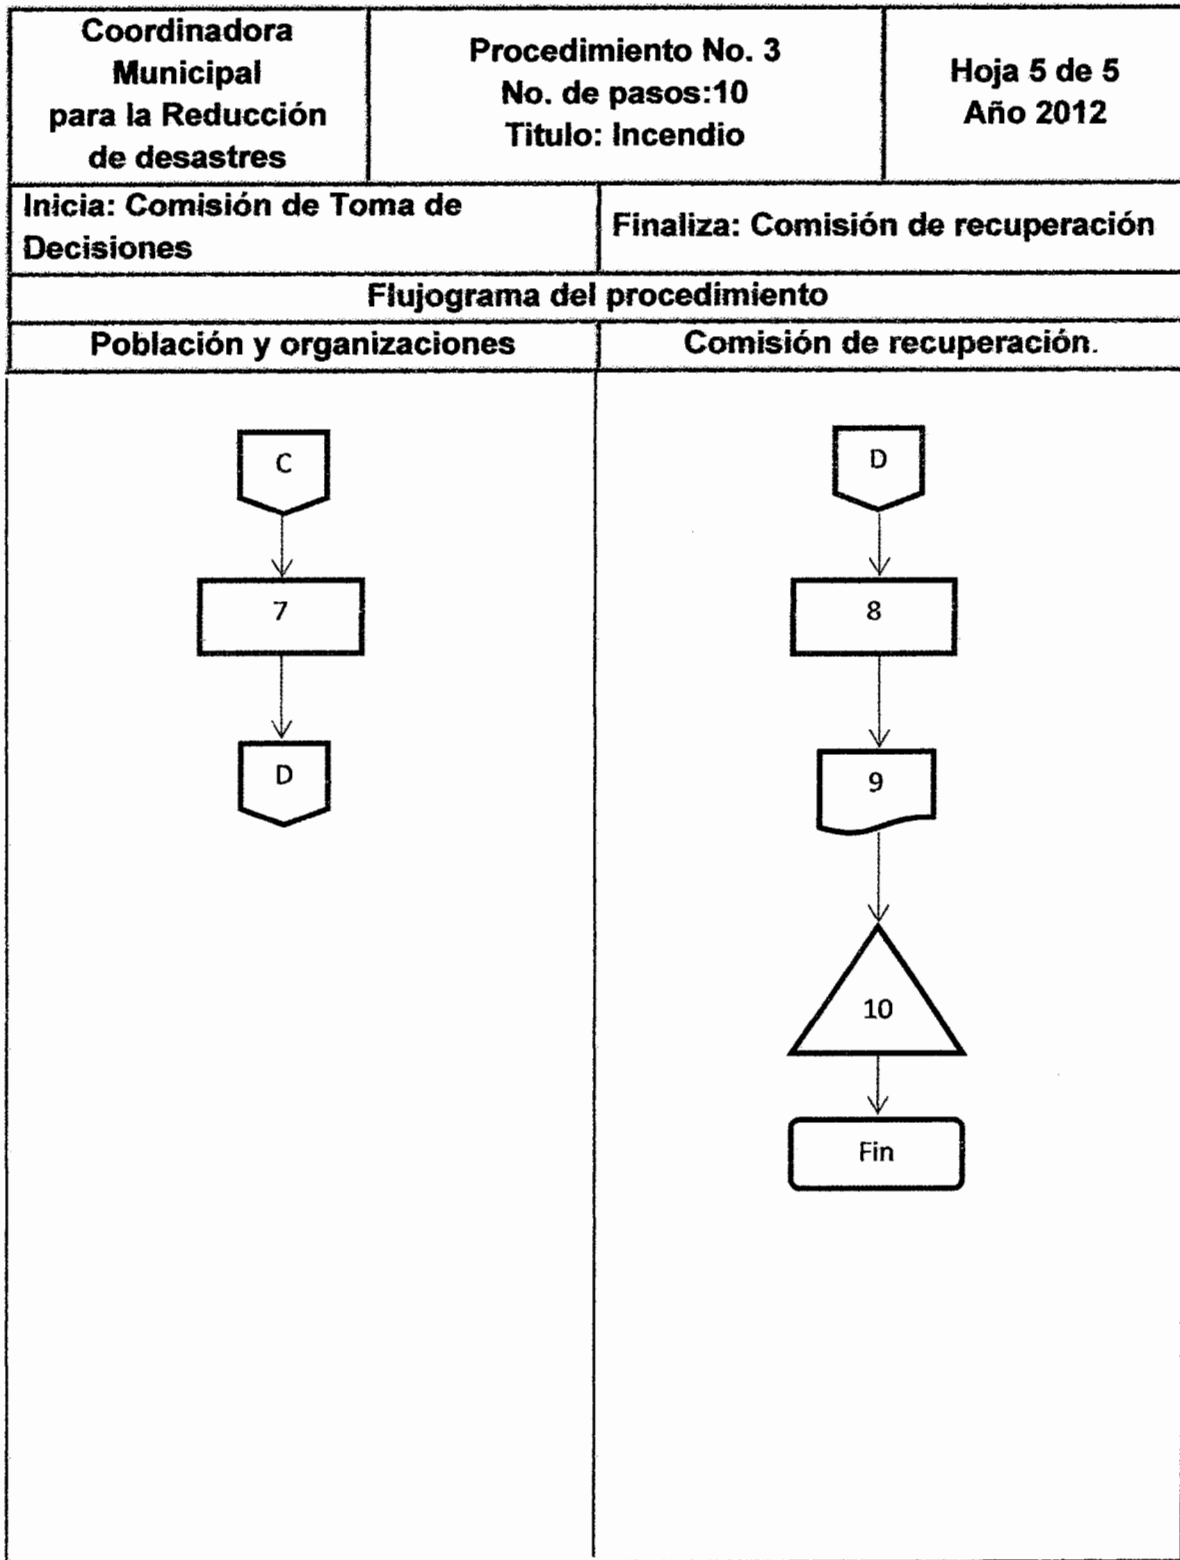 Coordinadora
Municipal
para la Reducción
de desastres
Procedimiento No. 3
No. de pasos:10
Titulo: Incendio
Hoja 5 de 5
Año 2012
Inicia: Comisión de Toma de
Decisiones
Finaliza: Comisión de recuperación
Flujograma del procedimiento
Población y organizaciones
Comisión de recuperación.
C
7
D
D
8
9
10
Fin